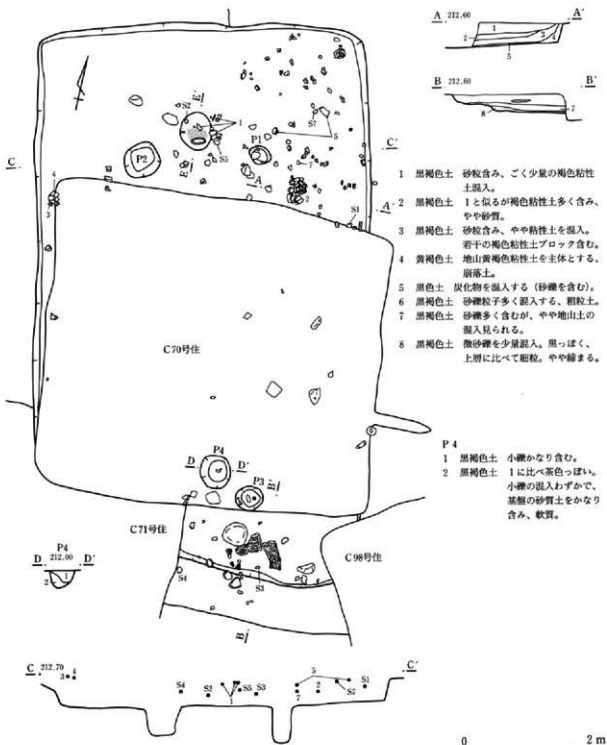 A 212.60 A'
1
2 3 4
5
B 212.60 B'
8 7
E
S2
1
S7
5
P1
C C'
P2
S5
7
E'
A
4
2
A'
S1
3
1 黒褐色土 砂粒含み、ごく少量の褐色粘性
土混入。
2 黒褐色土 1と似るが褐色粘性土多く含み、
やや砂質。
3 黒褐色土 砂粒含み、やや粘性土を混入。
若干の褐色粘性土ブロック含む。
4 黄褐色土 地山黄褐色粘性土を主体とする、
崩落土。
5 黒色土 炭化物を混入する(砂礫を含む)。
6 黒褐色土 砂礫粒子多く混入する、粗粒土。
7 黒褐色土 砂礫多く含むが、やや地山土の
混入見られる。
8 黒褐色土 微砂礫を少量混入。黒っぽく、
上層に比べて細粒。やや締まる。
C70号住
P4
D D'
P3
B'
P 4
1 黒褐色土 小礫かなり含む。
2 黒褐色土 1に比べ茶色っぽい。
小礫の混入わずかで、
基盤の砂質土をかなり
含み、軟質。
C71号住
C98号住
P4
D 212.00 D'
2 1
S4
S3
B
C 212.70 C'
3 4
S4 S2 1 S5 S3 5 7 2 S7 S1
0 2m